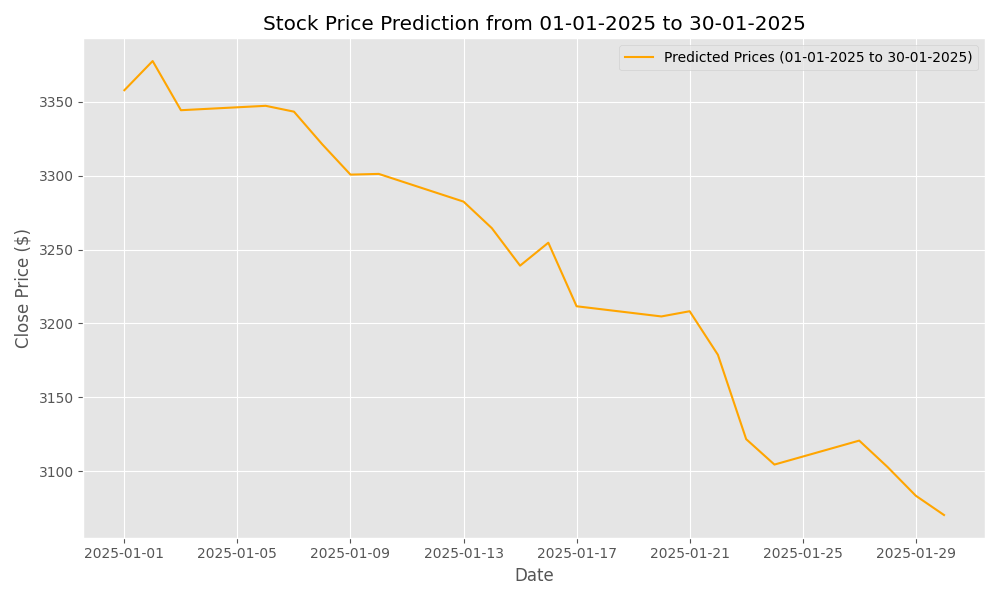 Stock Price Prediction from 01-01-2025 to 30-01-2025
Predicted Prices (01-01-2025 to 30-01-2025)
Close Price ($)
3350
3300
3250
3200
3150
3100
2025-01-01 2025-01-05 2025-01-09 2025-01-13 2025-01-17 2025-01-21 2025-01-25 2025-01-29
Date